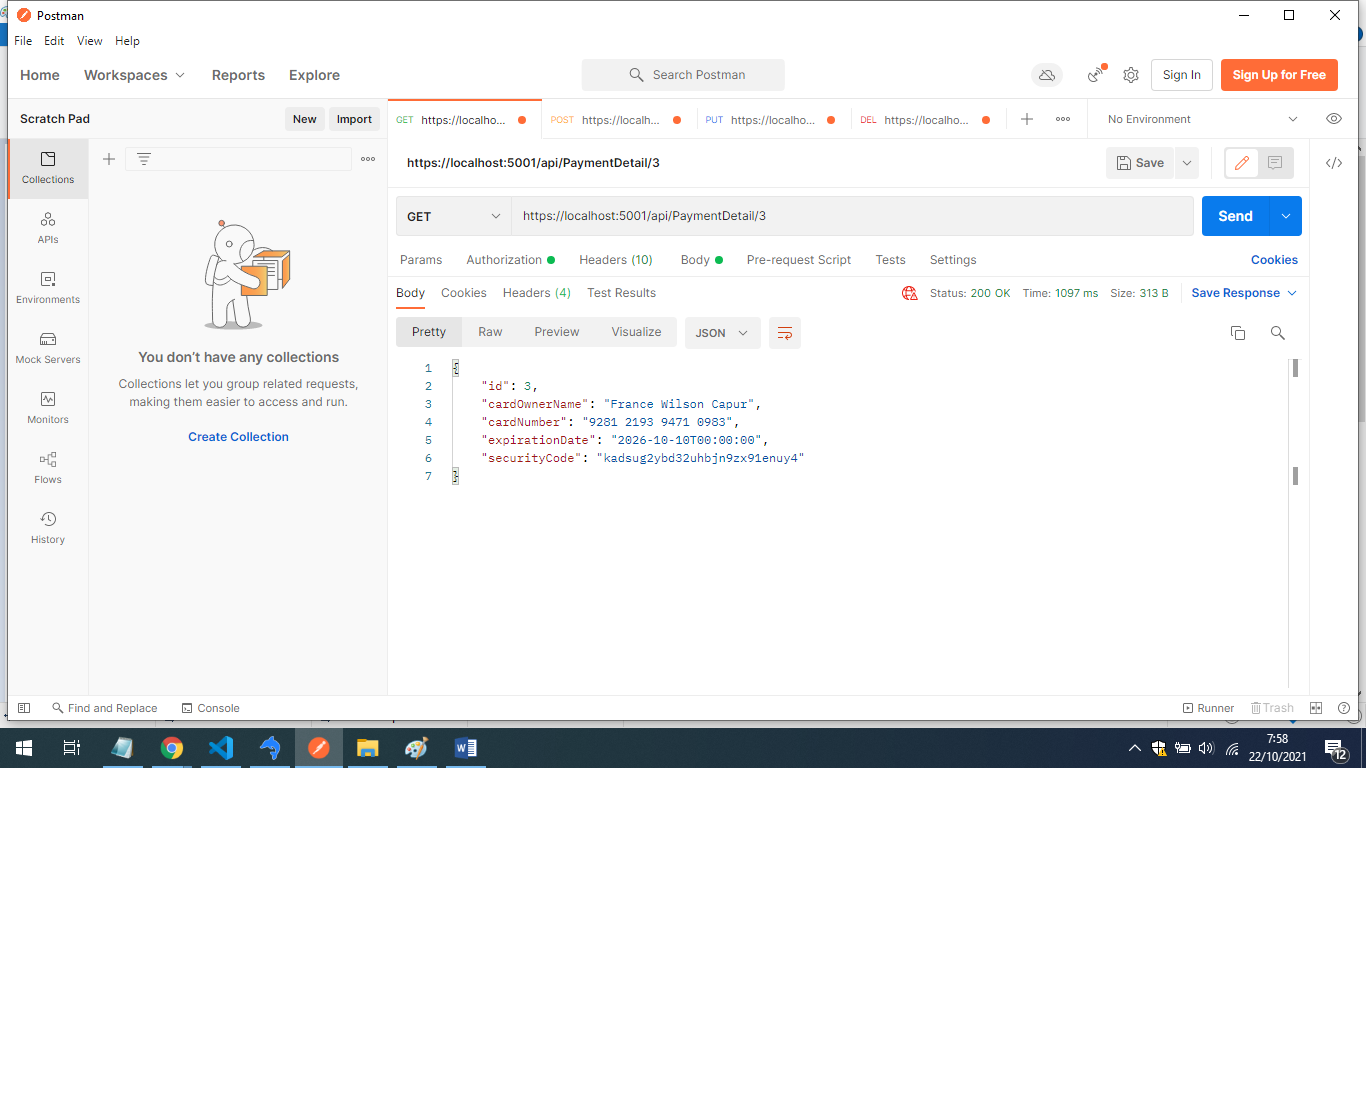 Postman
File Edit View Help
Home Workspaces Reports Explore Search Postman Sign In Sign Up for Free
Scratch Pad New Import GET https://localho... POST https://localho... PUT https://localho... DEL https://localho... No Environment
https://localhost:5001/api/PaymentDetail/3 Save
GET https://localhost:5001/api/PaymentDetail/3 Send
Params Authorization Headers (10) Body Pre-request Script Tests Settings Cookies
Body Cookies Headers (4) Test Results Status: 200 OK Time: 1097 ms Size: 313 B Save Response
Pretty Raw Preview Visualize JSON
1 {
2 "id": 3,
3 "cardOwnerName": "France Wilson Capur",
4 "cardNumber": "9281 2193 9471 0983",
5 "expirationDate": "2026-10-10T00:00:00",
6 "securityCode": "kadsug2ybd32uhbjn9zx91enuy4"
7 }
Collections
APIs
Environments
Mock Servers
Monitors
Flows
History
You don't have any collections
Collections let you group related requests,
making them easier to access and run.
Create Collection
Find and Replace Console Runner Trash
7:58
22/10/2021
12